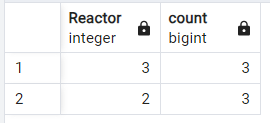 Reactor count
integer bigint
1 3 3
2 2 3